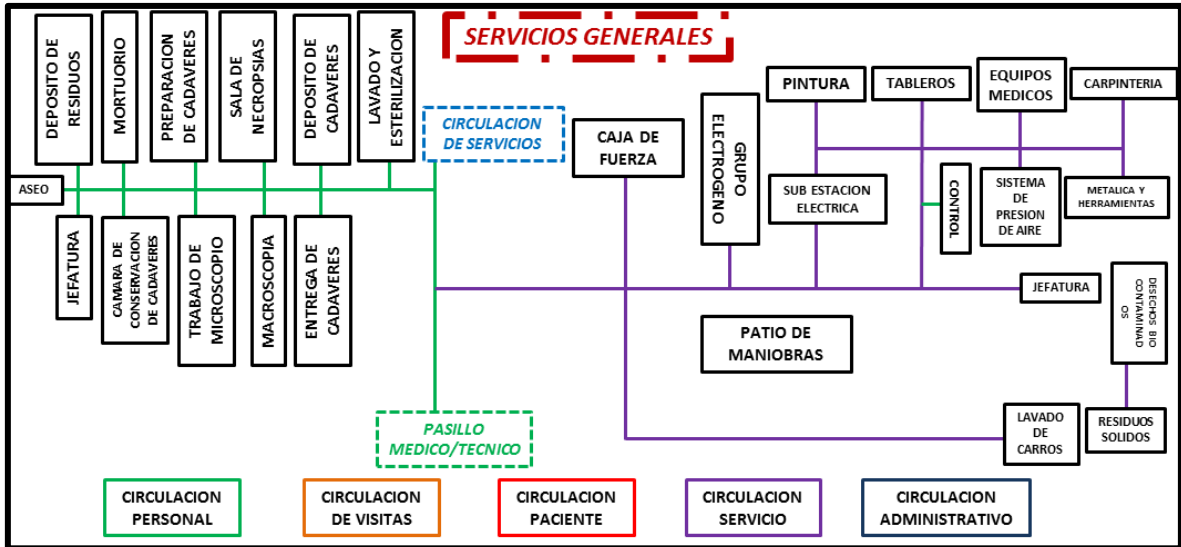 SERVICIOS GENERALES
DEPOSITO DE
RESIDUOS
MORTUORIO
PREPARACION
DE CADAVERES
SALA DE
NECROPSIAS
DEPOSITO DE
CADAVERES
LAVADO Y
ESTERILIZACION
CIRCULACION
DE SERVICIOS
CAJA DE
FUERZA
GRUPO
ELECTROGENO
PINTURA
TABLEROS
EQUIPOS
MEDICOS
CARPINTERIA
ASEO
JEFATURA
CAMARA DE
CONSERVACION
DE CADAVERES
TRABAJO DE
MICROSCOPIO
MACROSCOPIA
ENTREGA DE
CADAVERES
SUB ESTACION
ELECTRICA
CONTROL
SISTEMA
DE
PRESION
DE AIRE
METALICA Y
HERRAMIENTAS
JEFATURA
DESECHOS BIO
CONTAMINAD
OS
PATIO DE
MANIOBRAS
PASILLO
MEDICO/TECNICO
LAVADO
DE
CARROS
RESIDUOS
SOLIDOS
CIRCULACION
PERSONAL
CIRCULACION
DE VISITAS
CIRCULACION
PACIENTE
CIRCULACION
SERVICIO
CIRCULACION
ADMINISTRATIVO